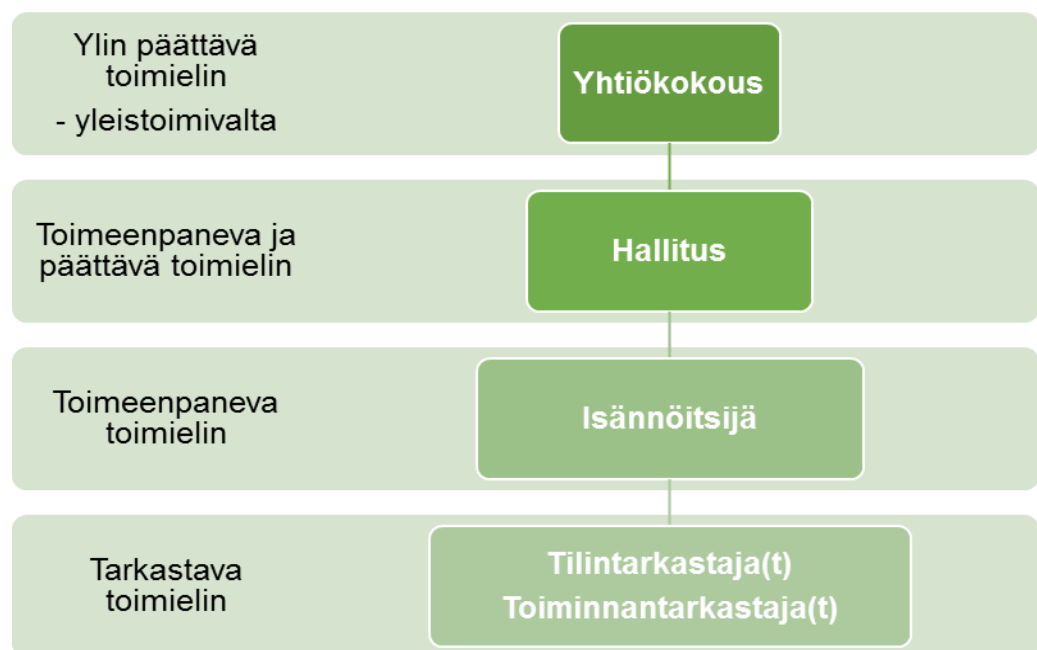 Ylin päättävä
toimielin
- yleistoimivalta
Yhtiökokous
Toimeenpaneva ja
päättävä toimielin
Hallitus
Toimeenpaneva
toimielin
Isännöitsijä
Tarkastava
toimielin
Tilintarkastaja(t)
Toiminnantarkastaja(t)